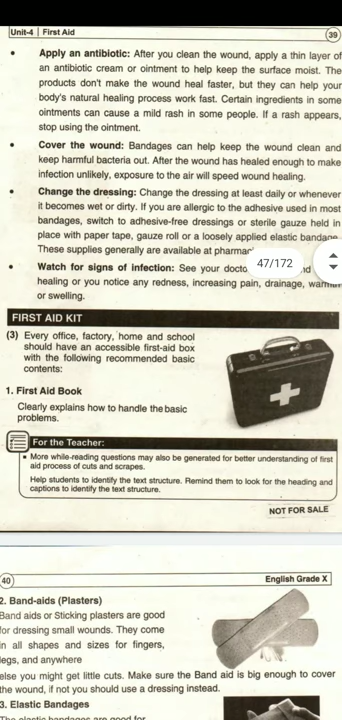 Unit-4 | First Aid
39
• Apply an antibiotic: After you clean the wound, apply a thin layer of
an antibiotic cream or ointment to help keep the surface moist. The
products don't make the wound heal faster, but they can help your
body's natural healing process work fast. Certain ingredients in some
ointments can cause a mild rash in some people. If a rash appears,
stop using the ointment.
• Cover the wound: Bandages can help keep the wound clean and
keep harmful bacteria out. After the wound has healed enough to make
infection unlikely, exposure to the air will speed wound healing.
• Change the dressing: Change the dressing at least daily or whenever
it becomes wet or dirty. If you are allergic to the adhesive used in most
bandages, switch to adhesive-free dressings or sterile gauze held in
place with paper tape, gauze roll or a loosely applied elastic bandage.
These supplies generally are available at
47/172
• Watch for signs of infection: See your
healing or you notice any redness, increasing pain, drainage, warmth
or swelling.
FIRST AID KIT
(3) Every office, factory, home and school
should have an accessible first-aid box
with the following recommended basic
contents:
1. First Aid Book
Clearly explains how to handle the basic
problems.
For the Teacher:
▪ More while-reading questions may also be generated for better understanding of first
aid process of cuts and scrapes.
Help students to identify the text structure. Remind them to look for the heading and
captions to identify the text structure.
NOT FOR SALE
40
English Grade X
2. Band-aids (Plasters)
Band aids or Sticking plasters are good
for dressing small wounds. They come
in all shapes and sizes for fingers,
legs, and anywhere
else you might get little cuts. Make sure the Band aid is big enough to cover
the wound, if not you should use a dressing instead.
3. Elastic Bandages
The elastic bandages are good for